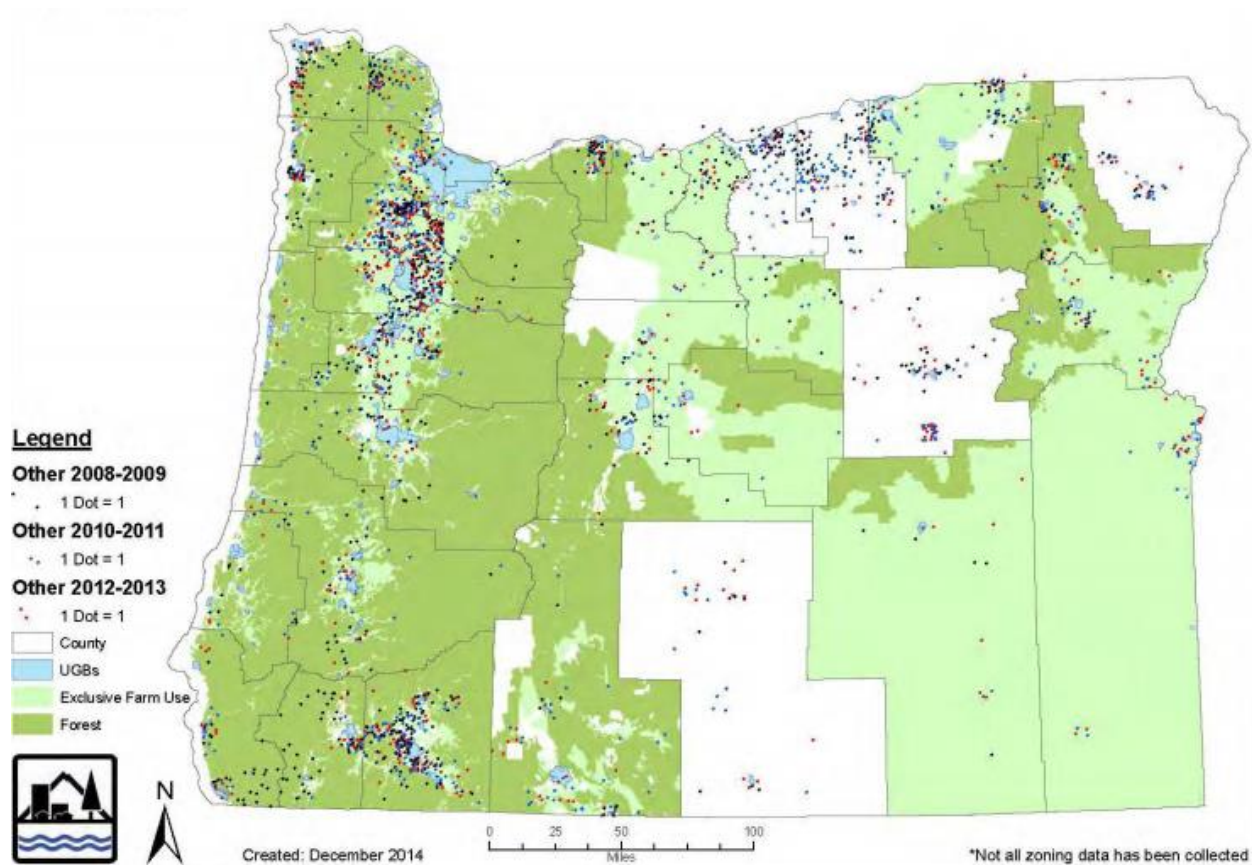 Legend
Other 2008-2009
1 Dot = 1
Other 2010-2011
1 Dot = 1
Other 2012-2013
1 Dot = 1
County
UGBs
Exclusive Farm Use
Forest
N
0 25 50 100
Miles
Created: December 2014
*Not all zoning data has been collected